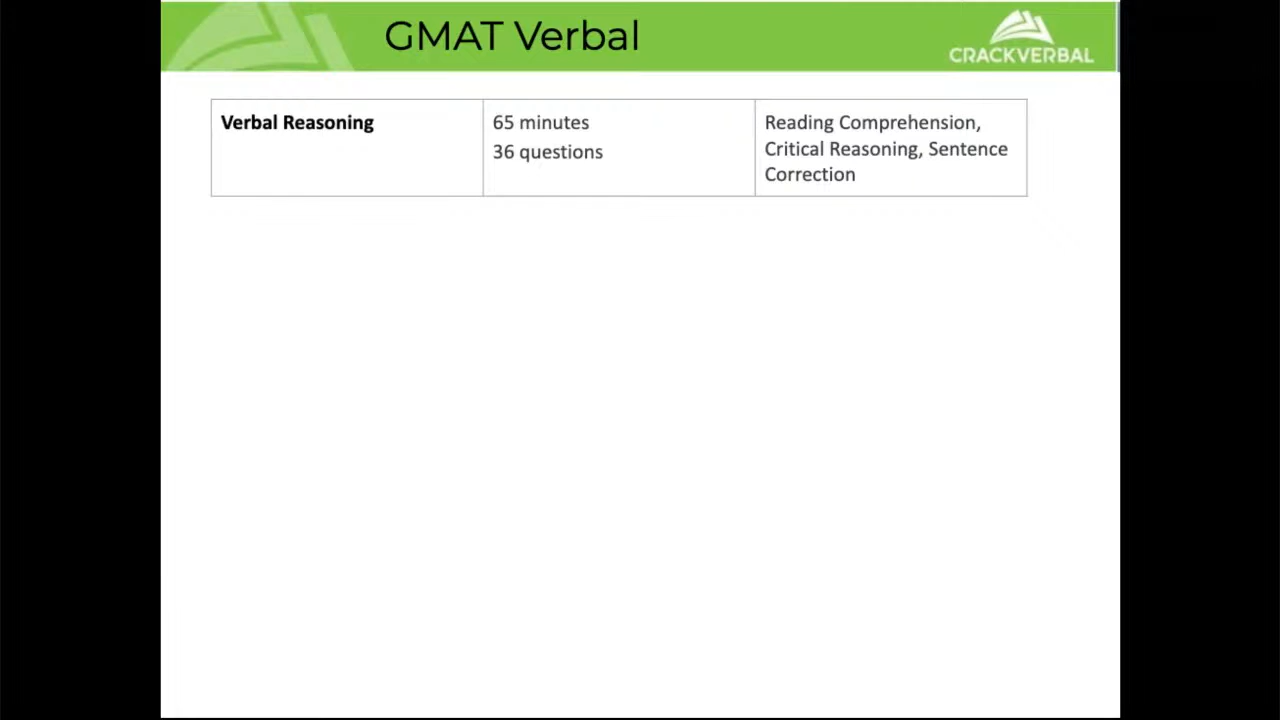 GMAT Verbal
CRACKVERBAL
Verbal Reasoning
65 minutes
36 questions
Reading Comprehension,
Critical Reasoning, Sentence
Correction